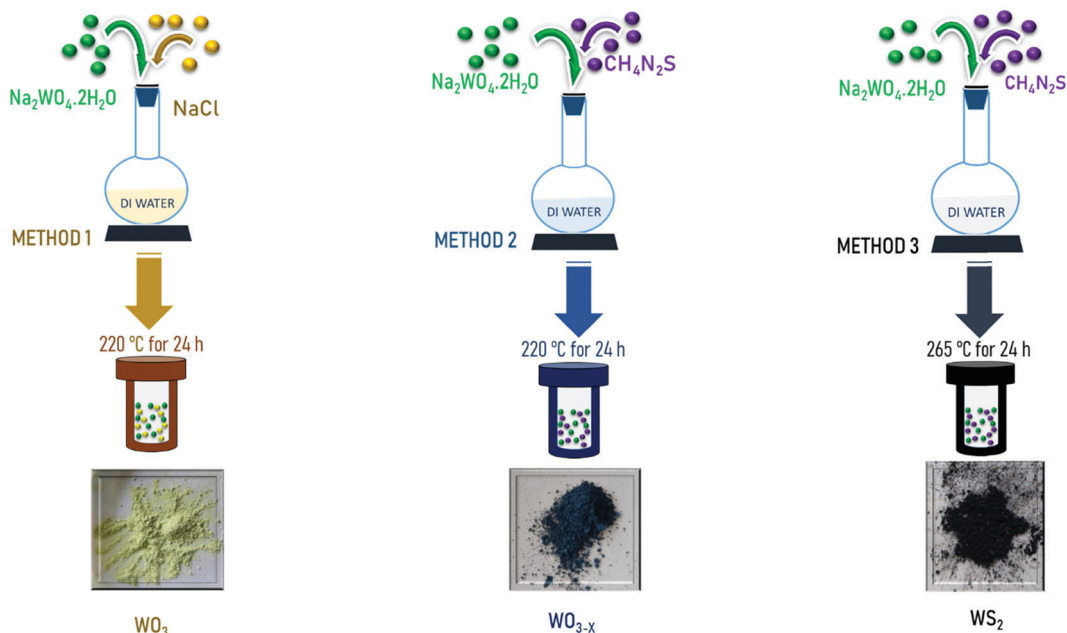 Na₂WO₄.2H₂O
NaCl
DI WATER
METHOD 1
220 °C for 24 h
WO₃
Na₂WO₄.2H₂O
CH₄N₂S
DI WATER
METHOD 2
220 °C for 24 h
WO₃₋ₓ
Na₂WO₄.2H₂O
CH₄N₂S
DI WATER
METHOD 3
265 °C for 24 h
WS₂